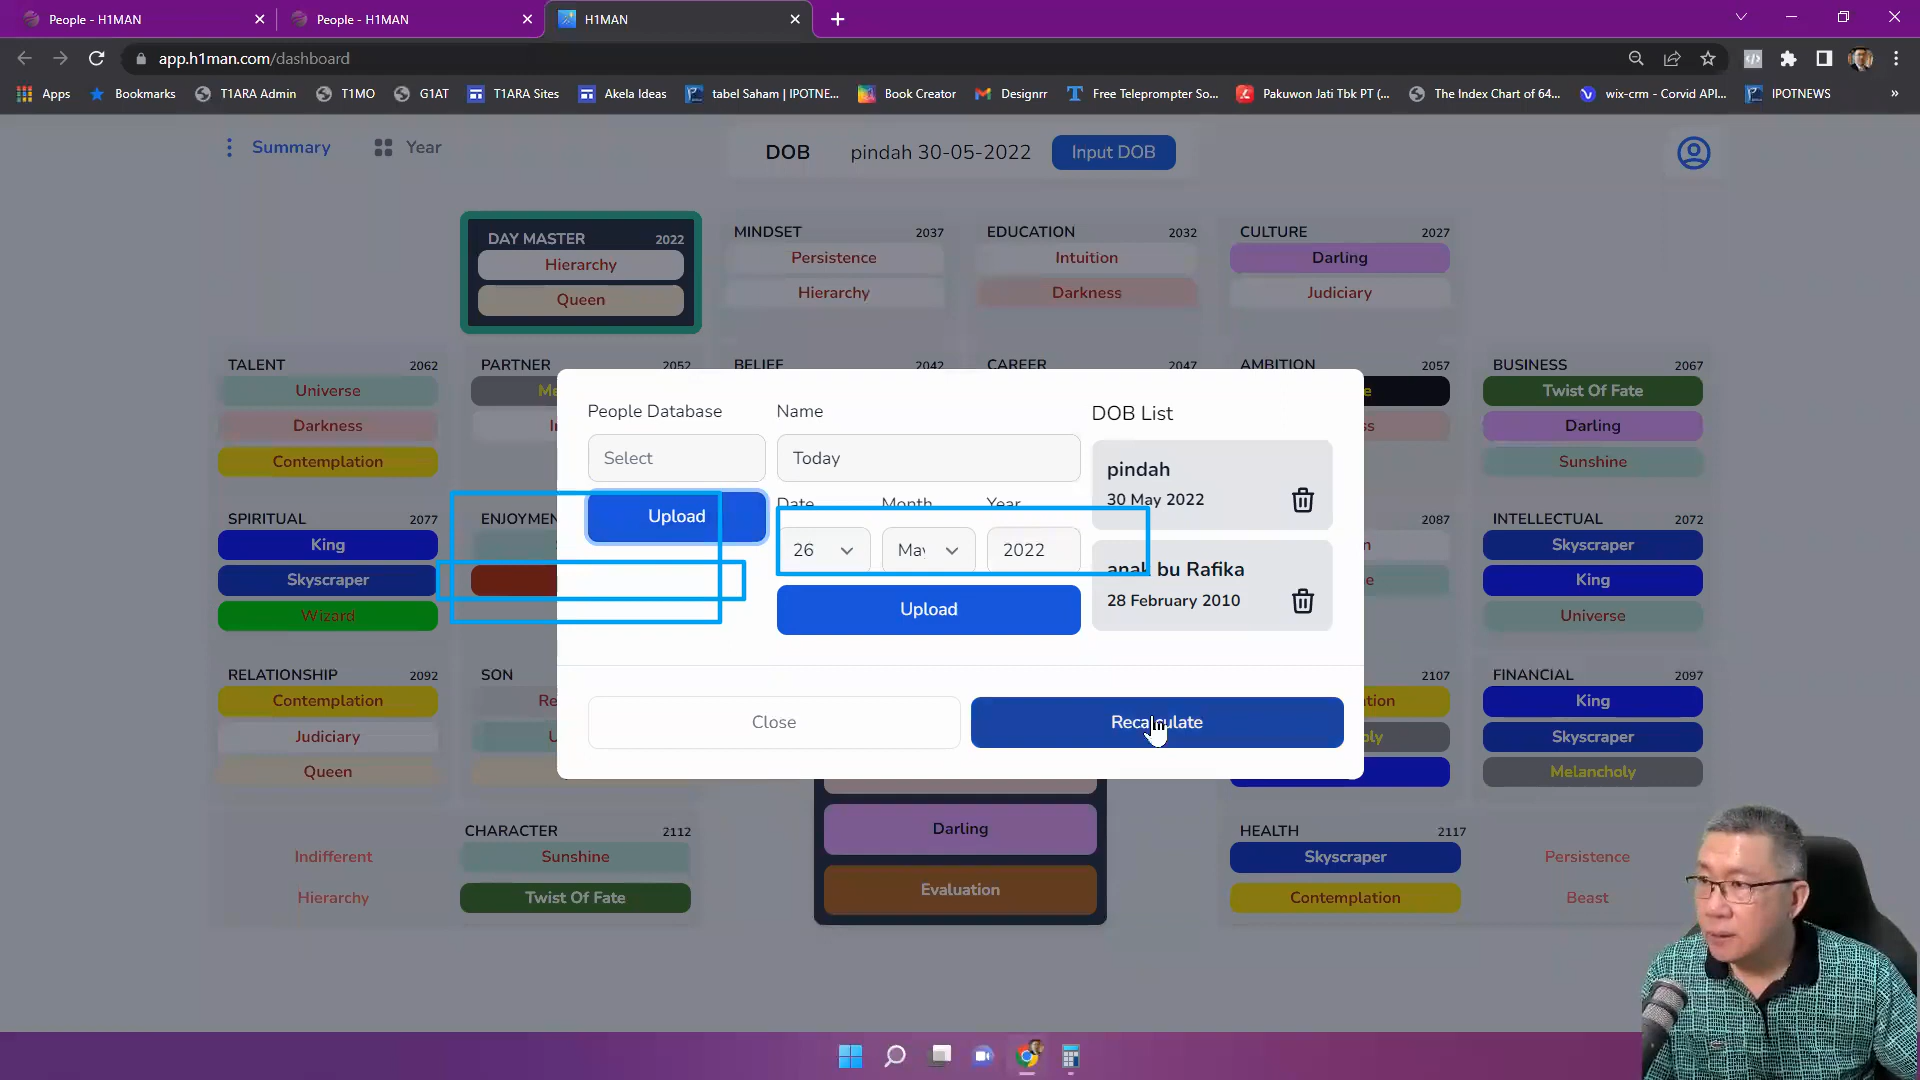 People - H1MAN
People - H1MAN
H1MAN
app.h1man.com/dashboard
Apps
Bookmarks
T1ARA Admin
T1MO
G1AT
T1ARA Sites
Akela Ideas
tabel Saham | IPOTNE...
Book Creator
Designrr
Free Teleprompter So...
Pakuwon Jati Tbk PT (...
The Index Chart of 64...
wix-crm - Corvid API...
IPOTNEWS
»
Summary
Year
DOB
pindah 30-05-2022
Input DOB
DAY MASTER 2022
Hierarchy
Queen
MINDSET 2037
Persistence
Hierarchy
EDUCATION 2032
Intuition
Darkness
CULTURE 2027
Darling
Judiciary
TALENT 2062
Universe
Darkness
Contemplation
PARTNER 2052
BELIEF 2042
CAREER 2047
AMBITION 2057
BUSINESS 2067
Twist Of Fate
Darling
Sunshine
People Database
Select
Upload
Name
Today
Date
Month
Year
26
May
2022
Upload
DOB List
pindah
30 May 2022
anak bu Rafika
28 February 2010
Close
Recalculate
SPIRITUAL 2077
King
Skyscraper
Wizard
ENJOYMEN
2087
INTELLECTUAL 2072
Skyscraper
King
Universe
RELATIONSHIP 2092
Contemplation
Judiciary
Queen
SON
2107
FINANCIAL 2097
King
Skyscraper
Melancholy
Indifferent
Hierarchy
CHARACTER 2112
Sunshine
Twist Of Fate
Darling
Evaluation
HEALTH 2117
Skyscraper
Contemplation
Persistence
Beast